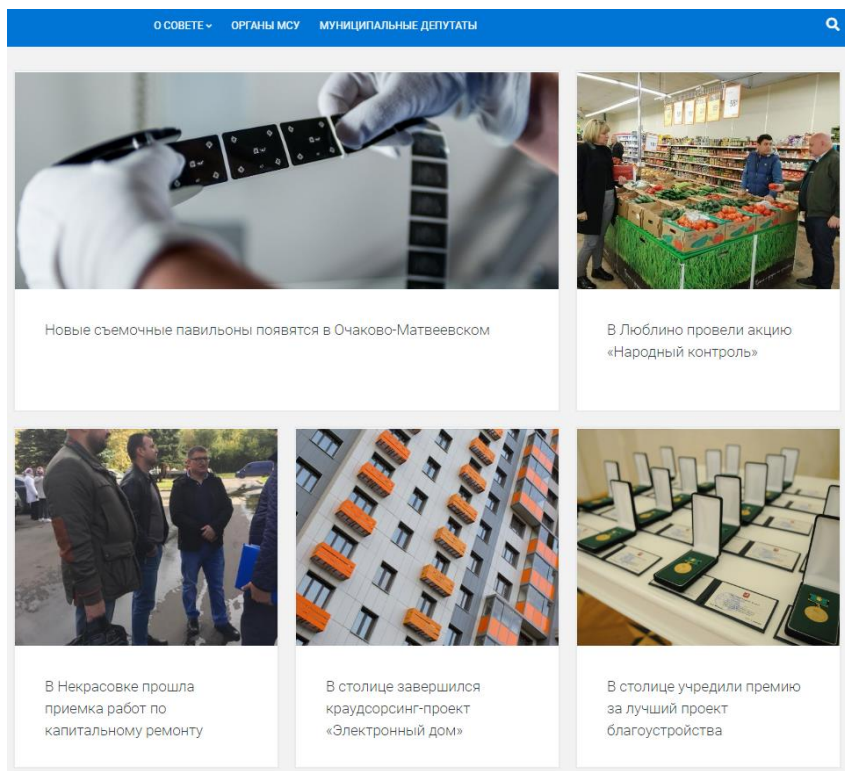 О СОВЕТЕ ОРГАНЫ МСУ МУНИЦИПАЛЬНЫЕ ДЕПУТАТЫ
Новые съемочные павильоны появятся в Очаково-Матвеевском
В Люблино провели акцию
«Народный контроль»
В Некрасовке прошла
приемка работ по
капитальному ремонту
В столице завершился
краудсорсинг-проект
«Электронный дом»
В столице учредили премию
за лучший проект
благоустройства